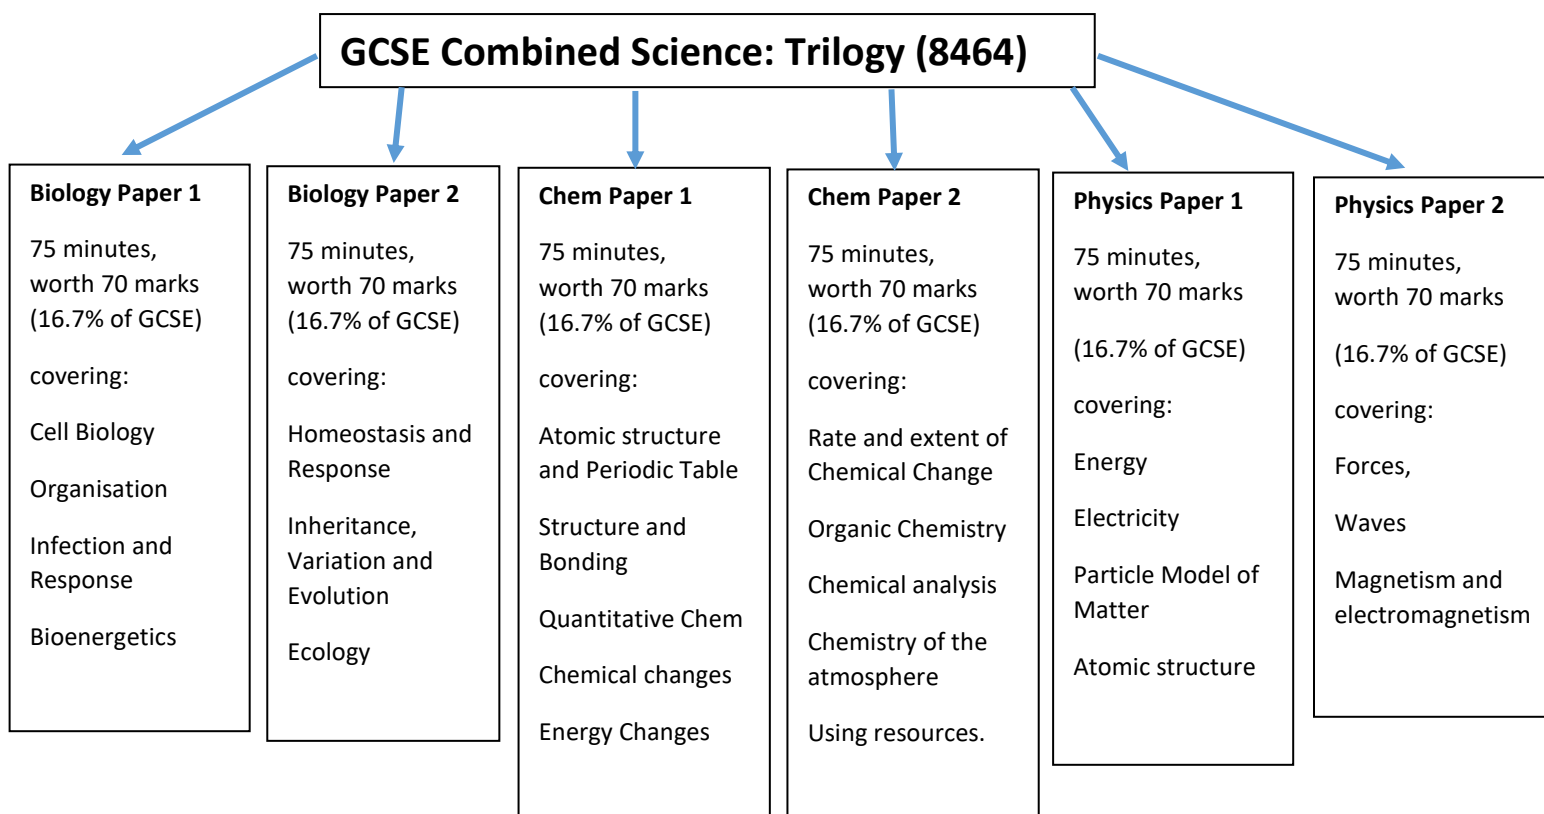 GCSE Combined Science: Trilogy (8464)
Biology Paper 1
75 minutes,
worth 70 marks
(16.7% of GCSE)
covering:
Cell Biology
Organisation
Infection and
Response
Bioenergetics
Biology Paper 2
75 minutes,
worth 70 marks
(16.7% of GCSE)
covering:
Homeostasis and
Response
Inheritance,
Variation and
Evolution
Ecology
Chem Paper 1
75 minutes,
worth 70 marks
(16.7% of GCSE)
covering:
Atomic structure
and Periodic Table
Structure and
Bonding
Quantitative Chem
Chemical changes
Energy Changes
Chem Paper 2
75 minutes,
worth 70 marks
(16.7% of GCSE)
covering:
Rate and extent of
Chemical Change
Organic Chemistry
Chemical analysis
Chemistry of the
atmosphere
Using resources.
Physics Paper 1
75 minutes,
worth 70 marks
(16.7% of GCSE)
covering:
Energy
Electricity
Particle Model of
Matter
Atomic structure
Physics Paper 2
75 minutes,
worth 70 marks
(16.7% of GCSE)
covering:
Forces,
Waves
Magnetism and
electromagnetism